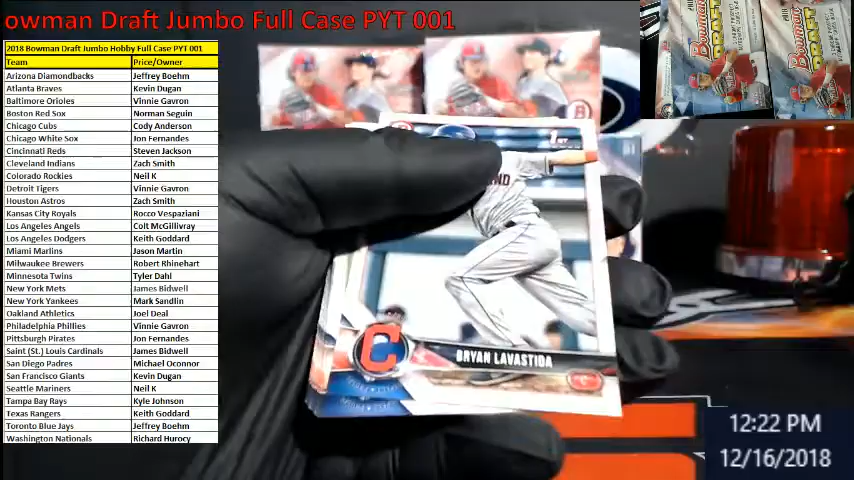 owman Draft Jumbo Full Case PYT 001
2018 Bowman Draft Jumbo Hobby Full Case PYT 001
Team Price/Owner
Arizona Diamondbacks Jeffrey Boehm
Atlanta Braves Kevin Dugan
Baltimore Orioles Vinnie Gavron
Boston Red Sox Norman Seguin
Chicago Cubs Cody Anderson
Chicago White Sox Jon Fernandes
Cincinnati Reds Steven Jackson
Cleveland Indians Zach Smith
Colorado Rockies Neil K
Detroit Tigers Vinnie Gavron
Houston Astros Zach Smith
Kansas City Royals Rocco Vespaziani
Los Angeles Angels Colt McGillivray
Los Angeles Dodgers Keith Goddard
Miami Marlins Jason Martin
Milwaukee Brewers Robert Rhinehart
Minnesota Twins Tyler Dahl
New York Mets James Bidwell
New York Yankees Mark Sandlin
Oakland Athletics Joel Deal
Philadelphia Phillies Vinnie Gavron
Pittsburgh Pirates Jon Fernandes
Saint (St.) Louis Cardinals James Bidwell
San Diego Padres Michael Oconnor
San Francisco Giants Kevin Dugan
Seattle Mariners Neil K
Tampa Bay Rays Kyle Johnson
Texas Rangers Keith Goddard
Toronto Blue Jays Jeffrey Boehm
Washington Nationals Richard Hurocy
Bowman
DRAFT
Bowman
DRAFT
1ST
C
BRYAN LAVASTIDA
12:22 PM
12/16/2018